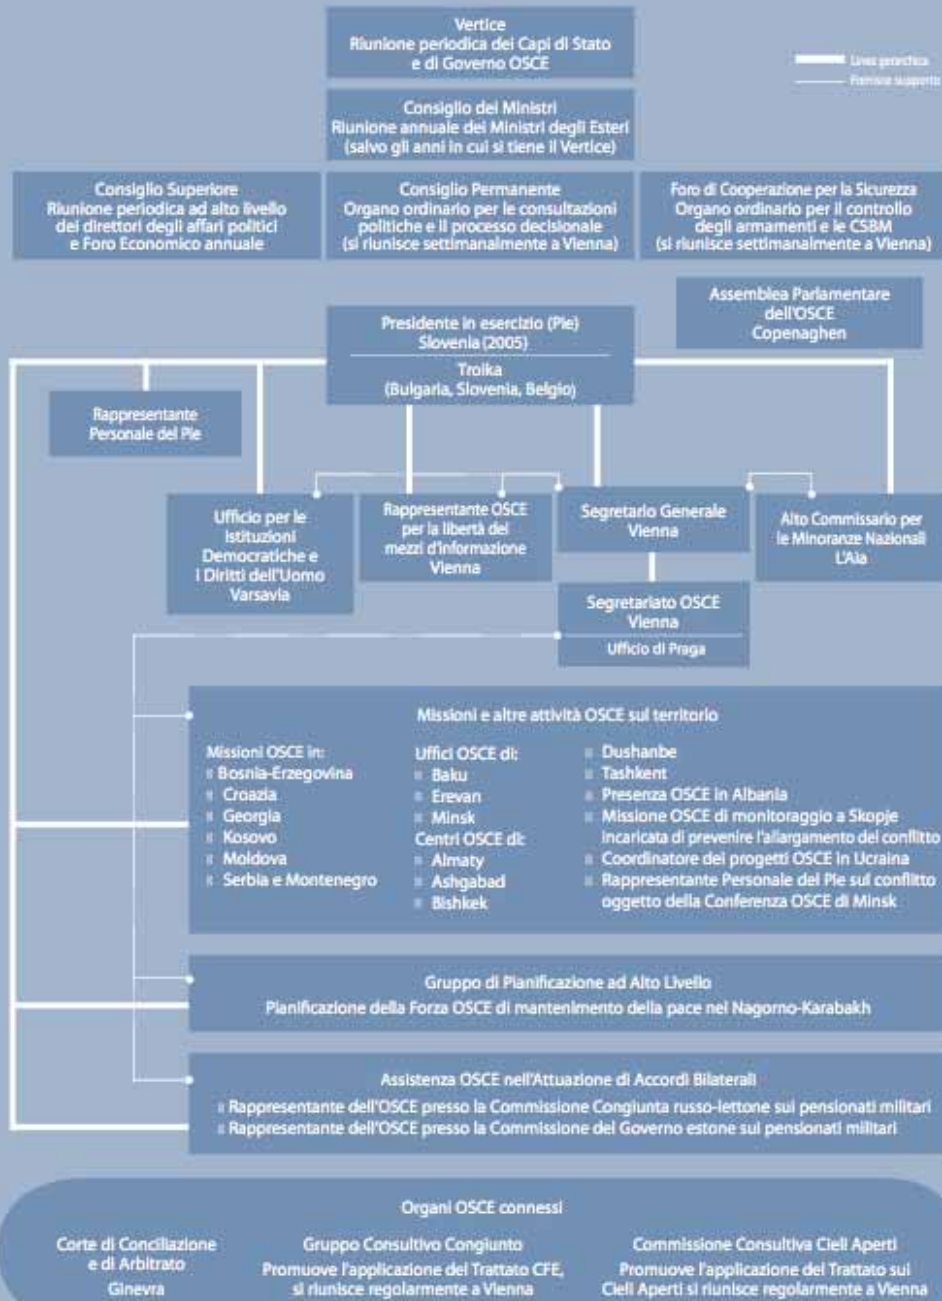 Vertice
Riunione periodica dei Capi di Stato
e di Governo OSCE
Linea gerarchica
Fornisce supporto
Consiglio dei Ministri
Riunione annuale dei Ministri degli Esteri
(salvo gli anni in cui si tiene il Vertice)
Consiglio Superiore
Riunione periodica ad alto livello
dei direttori degli affari politici
e Foro Economico annuale
Consiglio Permanente
Organo ordinario per le consultazioni
politiche e il processo decisionale
(si riunisce settimanalmente a Vienna)
Foro di Cooperazione per la Sicurezza
Organo ordinario per il controllo
degli armamenti e le CSBM
(si riunisce settimanalmente a Vienna)
Assemblea Parlamentare
dell'OSCE
Copenaghen
Presidente in esercizio (PiE)
Slovenia (2005)
Troika
(Bulgaria, Slovenia, Belgio)
Rappresentante
Personale del Pie
Ufficio per le
istituzioni
Democratiche e
i Diritti dell'Uomo
Varsavia
Rappresentante OSCE
per la libertà dei
mezzi d'informazione
Vienna
Segretario Generale
Vienna
Alto Commissario per
le Minoranze Nazionali
L'Aia
Segretariato OSCE
Vienna
Ufficio di Praga
Missioni e altre attività OSCE sul territorio
Missioni OSCE in:
Bosnia-Erzegovina
Croazia
Georgia
Kosovo
Moldova
Serbia e Montenegro
Uffici OSCE di:
Baku
Erevan
Minsk
Centri OSCE di:
Almaty
Ashgabad
Bishkek
Dushanbe
Tashkent
Presenza OSCE in Albania
Missione OSCE di monitoraggio a Skopje
incaricata di prevenire l'allargamento del conflitto
Coordinatore dei progetti OSCE in Ucraina
Rappresentante Personale del Pie sul conflitto
oggetto della Conferenza OSCE di Minsk
Gruppo di Pianificazione ad Alto Livello
Pianificazione della Forza OSCE di mantenimento della pace nel Nagorno-Karabakh
Assistenza OSCE nell'Attuazione di Accordi Bilaterali
Rappresentante dell'OSCE presso la Commissione Congiunta russo-lettone sui pensionati militari
Rappresentante dell'OSCE presso la Commissione del Governo estone sui pensionati militari
Organi OSCE connessi
Corte di Conciliazione
e di Arbitrato
Ginevra
Gruppo Consultivo Congiunto
Promuove l'applicazione del Trattato CFE,
si riunisce regolarmente a Vienna
Commissione Consultiva Cieli Aperti
Promuove l'applicazione del Trattato sui
Cieli Aperti si riunisce regolarmente a Vienna